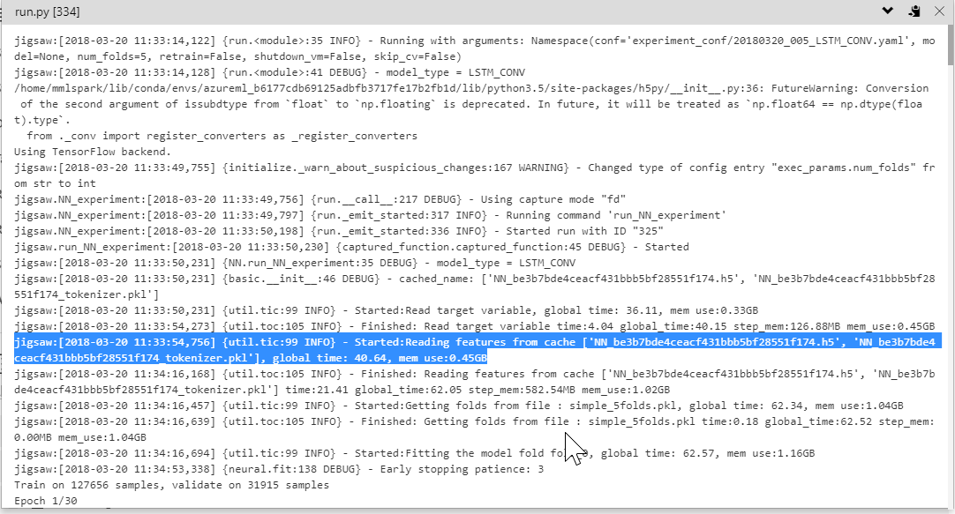 run.py [334]
jigsaw:[2018-03-20 11:33:14,122] {run.<module>:35 INFO} - Running with arguments: Namespace(conf='experiment_conf/20180320_005_LSTM_CONV.yaml', mo
del=None, num_folds=5, retrain=False, shutdown_vm=False, skip_cv=False)
jigsaw:[2018-03-20 11:33:14,128] {run.<module>:41 DEBUG} - model_type = LSTM_CONV
/home/mmlspark/lib/conda/envs/azureml_b6177cdb69125adbfb3717fe17b2fb1d/lib/python3.5/site-packages/h5py/__init__.py:36: FutureWarning: Conversion
of the second argument of issubdtype from `float` to `np.floating` is deprecated. In future, it will be treated as `np.float64 == np.dtype(floa
t).type`.
from ._conv import register_converters as _register_converters
Using TensorFlow backend.
jigsaw:[2018-03-20 11:33:49,755] {initialize._warn_about_suspicious_changes:167 WARNING} - Changed type of config entry "exec_params.num_folds" fr
om str to int
jigsaw.NN_experiment:[2018-03-20 11:33:49,756] {run.__call__:217 DEBUG} - Using capture mode "fd"
jigsaw.NN_experiment:[2018-03-20 11:33:49,797] {run._emit_started:317 INFO} - Running command 'run_NN_experiment'
jigsaw.NN_experiment:[2018-03-20 11:33:50,198] {run._emit_started:336 INFO} - Started run with ID "325"
jigsaw.run_NN_experiment:[2018-03-20 11:33:50,230] {captured_function.captured_function:45 DEBUG} - Started
jigsaw:[2018-03-20 11:33:50,231] {NN.run_NN_experiment:35 DEBUG} - model_type = LSTM_CONV
jigsaw:[2018-03-20 11:33:50,231] {basic.__init__:46 DEBUG} - cached_name: ['NN_be3b7bde4ceacf431bbb5bf28551f174.h5', 'NN_be3b7bde4ceacf431bbb5bf28
551f174_tokenizer.pkl']
jigsaw:[2018-03-20 11:33:50,231] {util.tic:99 INFO} - Started:Read target variable, global time: 36.11, mem use:0.33GB
jigsaw:[2018-03-20 11:33:54,273] {util.toc:105 INFO} - Finished: Read target variable time:4.04 global_time:40.15 step_mem:126.88MB mem_use:0.45GB
jigsaw:[2018-03-20 11:33:54,756] {util.tic:99 INFO} - Started:Reading features from cache ['NN_be3b7bde4ceacf431bbb5bf28551f174.h5', 'NN_be3b7bde4
ceacf431bbb5bf28551f174_tokenizer.pkl'], global time: 40.64, mem use:0.45GB
jigsaw:[2018-03-20 11:34:16,168] {util.toc:105 INFO} - Finished: Reading features from cache ['NN_be3b7bde4ceacf431bbb5bf28551f174.h5', 'NN_be3b7b
de4ceacf431bbb5bf28551f174_tokenizer.pkl'] time:21.41 global_time:62.05 step_mem:582.54MB mem_use:1.02GB
jigsaw:[2018-03-20 11:34:16,457] {util.tic:99 INFO} - Started:Getting folds from file : simple_5folds.pkl, global time: 62.34, mem use:1.04GB
jigsaw:[2018-03-20 11:34:16,639] {util.toc:105 INFO} - Finished: Getting folds from file : simple_5folds.pkl time:0.18 global_time:62.52 step_mem:
0.00MB mem_use:1.04GB
jigsaw:[2018-03-20 11:34:16,694] {util.tic:99 INFO} - Started:Fitting the model fold global time: 62.57, mem use:1.16GB
jigsaw:[2018-03-20 11:34:53,338] {neural.fit:138 DEBUG} - Early stopping patience: 3
Train on 127656 samples, validate on 31915 samples
Epoch 1/30